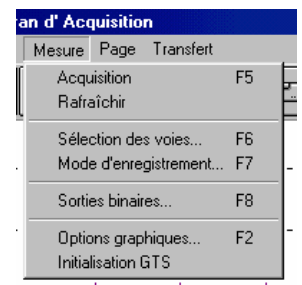 an d'Acquisition
Mesure Page Transfert
Acquisition F5
Rafraîchir
Sélection des voies... F6
Mode d'enregistrement... F7
Sorties binaires... F8
Options graphiques... F2
Initialisation GTS